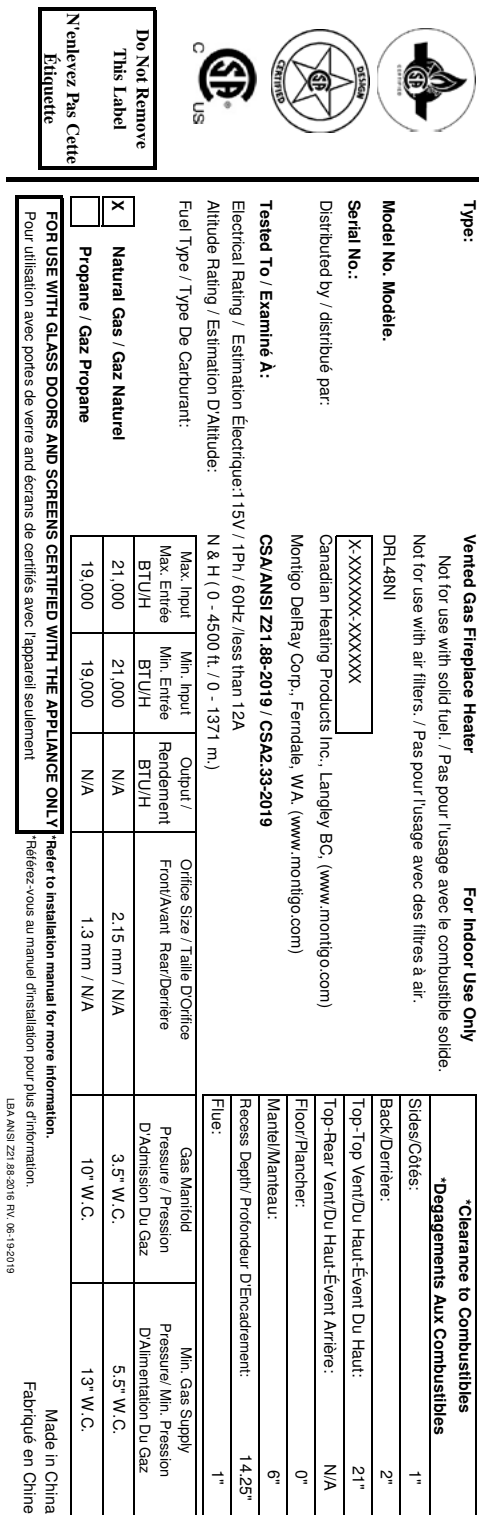 CERTIFIED
DESIGN
CERTIFIED
C US
Do Not Remove
This Label
N'enlevez Pas Cette
Étiquette
Type: Vented Gas Fireplace Heater For Indoor Use Only
Not for use with solid fuel. / Pas pour l'usage avec le combustible solide.
Not for use with air filters. / Pas pour l'usage avec des filtres à air.
Model No. Modèle. DRL48NI
Serial No.: X-XXXXXX-XXXXXX
Distributed by / distribué par: Canadian Heating Products Inc., Langley BC, (www.montigo.com)
Montigo DelRay Corp., Ferndale, WA. (www.montigo.com)
Tested To / Examiné À: CSA/ANSI Z21.88-2019 / CSA2.33-2019
Electrical Rating / Estimation Électrique:115V / 1Ph / 60Hz /less than 12A
Altitude Rating / Estimation D'Altitude: N & H ( 0 - 4500 ft. / 0 - 1371 m.)
Fuel Type / Type De Carburant:
*Clearance to Combustibles
*Degagements Aux Combustibles
Sides/Côtés: 1"
Back/Derrière: 2"
Top-Top Vent/Du Haut-Évent Du Haut: 21"
Top-Rear Vent/Du Haut-Évent Arrière: N/A
Floor/Plancher: 0"
Mantel/Manteau: 6"
Recess Depth/ Profondeur D'Encadrement: 14.25"
Flue: 1"
Max. Input Min. Input Output / Orifice Size / Taille D'Orifice Gas Manifold Min. Gas Supply
Max. Entrée Min. Entrée Rendement Front/Avant Rear/Derrière Pressure / Pression Pressure/ Min. Pression
BTU/H BTU/H BTU/H D'Admission Du Gaz D'Alimentation Du Gaz
X Natural Gas / Gaz Naturel 21,000 21,000 N/A 2.15 mm / N/A 3.5" W.C. 5.5" W.C.
Propane / Gaz Propane 19,000 19,000 N/A 1.3 mm / N/A 10" W.C. 13" W.C.
FOR USE WITH GLASS DOORS AND SCREENS CERTIFIED WITH THE APPLIANCE ONLY
Pour utilisation avec portes de verre and écrans de certifiés avec l'appareil seulement
*Refer to installation manual for more information.
*Référez-vous au manuel d'installation pour plus d'information.
LBA ANSI Z21.88-2016 RV. 06-19-2019
Made in China
Fabriqué en Chine